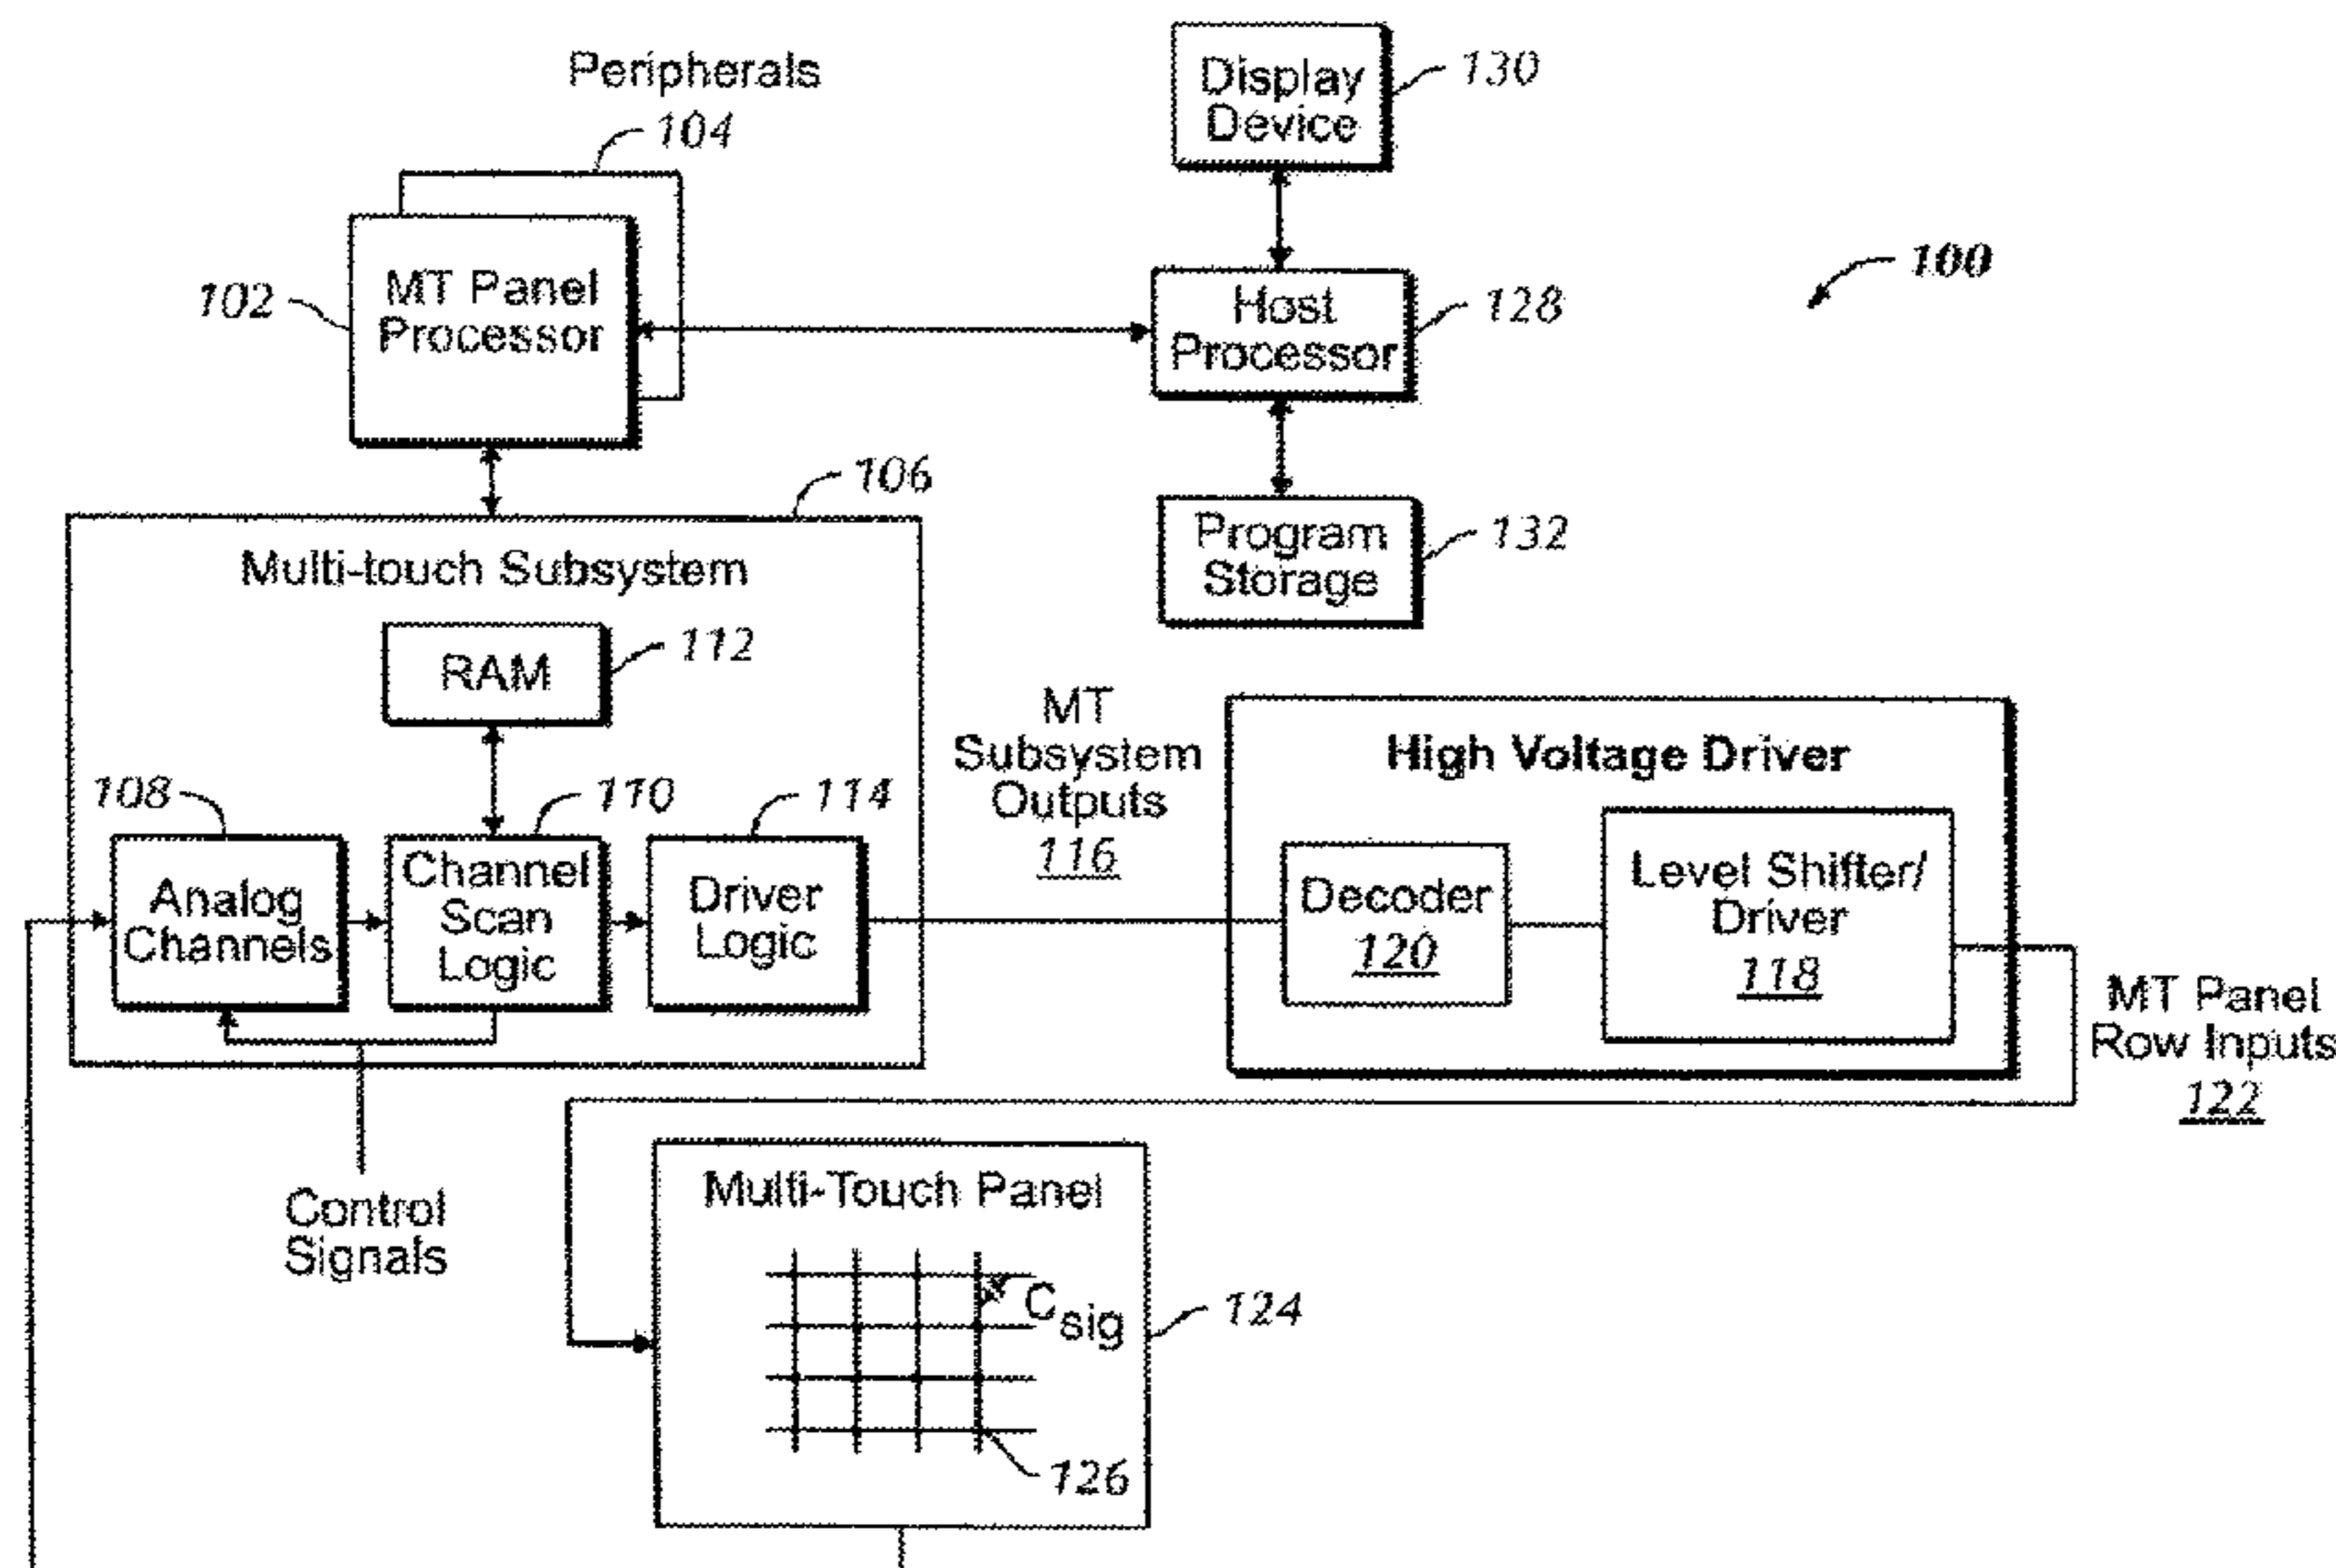 Peripherals
104
Display
Device
130
100
102
MT Panel
Processor
Host
Processor
128
106
Multi-touch Subsystem
Program
Storage
132
RAM
112
MT
Subsystem
Outputs
116
High Voltage Driver
108
110
114
Analog
Channels
Channel
Scan
Logic
Driver
Logic
Decoder
120
Level Shifter/
Driver
118
MT Panel
Row Inputs
122
Control
Signals
Multi-Touch Panel
Csig
124
126